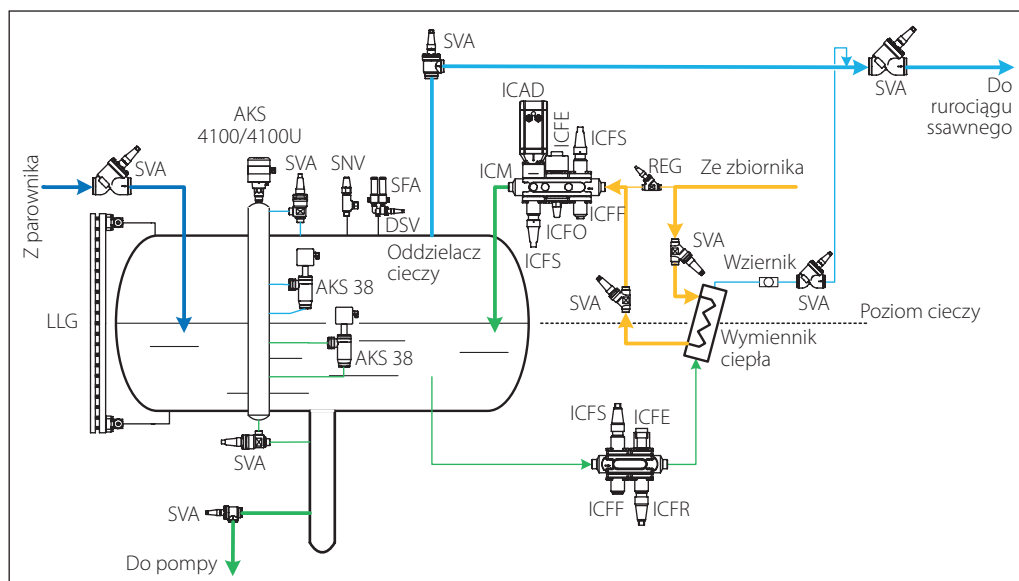 SVA
SVA
Do
rurociągu
ssawnego
ICAD
ICFE
ICFS
AKS
4100/4100U
SVA
SNV
SFA
DSV
ICM
ICFF
ICFO
ICFS
REG
Ze zbiornika
Z parownika
SVA
Oddzielacz
cieczy
SVA
Wziernik
SVA
AKS 38
SVA
LLG
Poziom cieczy
AKS 38
Wymiennik
ciepła
ICFS
ICFE
SVA
ICFF
ICFR
SVA
Do pompy